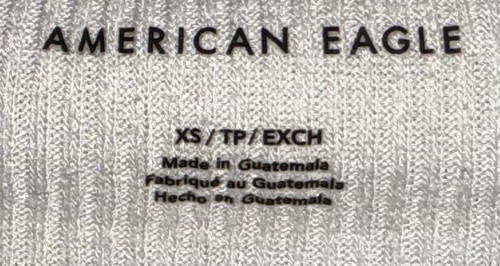 AMERICAN EAGLE
XS/TP/EXCH
Made in Guatemala
Fabriqué au Guatemala
Hecho en Guatemala